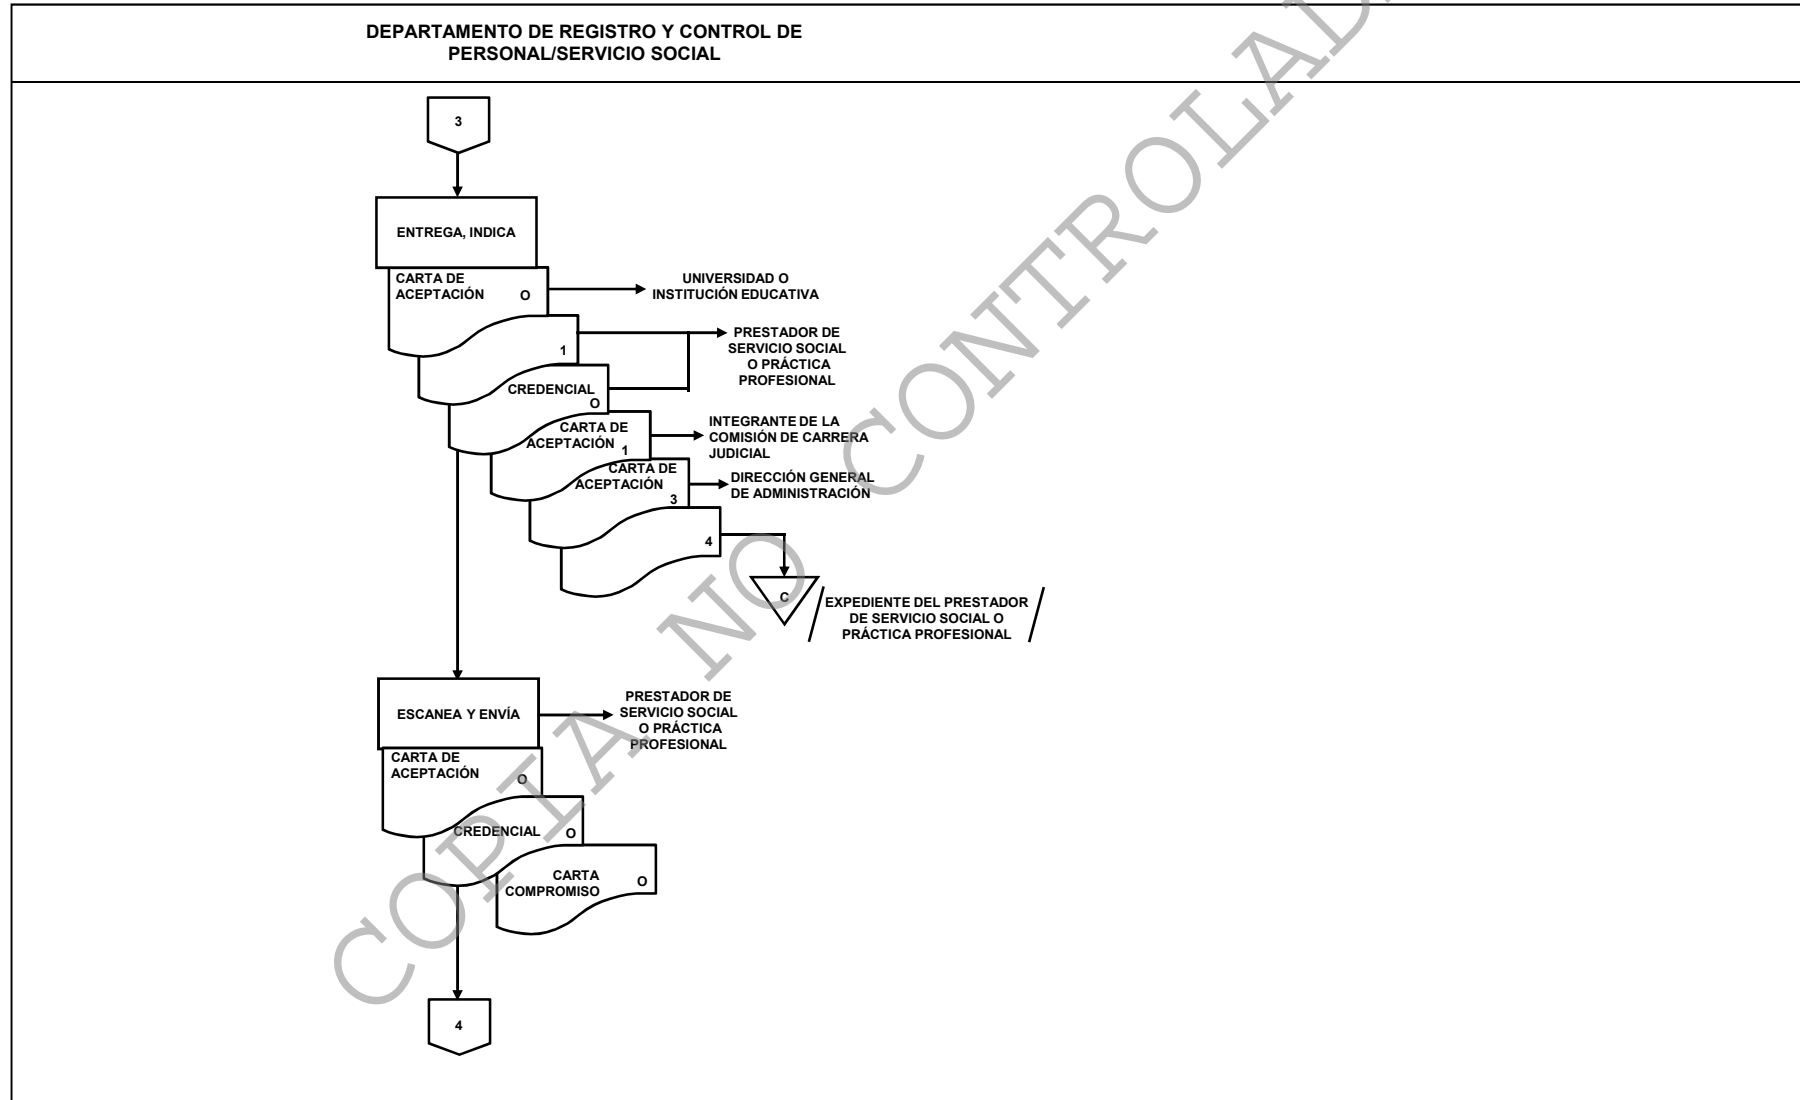 DEPARTAMENTO DE REGISTRO Y CONTROL DE
PERSONAL/SERVICIO SOCIAL
3
ENTREGA, INDICA
CARTA DE
ACEPTACIÓN O
UNIVERSIDAD O
INSTITUCIÓN EDUCATIVA
1
PRESTADOR DE
SERVICIO SOCIAL
O PRÁCTICA
PROFESIONAL
CREDENCIAL
O
CARTA DE
ACEPTACIÓN 1
INTEGRANTE DE LA
COMISIÓN DE CARRERA
JUDICIAL
CARTA DE
ACEPTACIÓN
3
DIRECCIÓN GENERAL
DE ADMINISTRACIÓN
4
C
EXPEDIENTE DEL PRESTADOR
DE SERVICIO SOCIAL O
PRÁCTICA PROFESIONAL
ESCANEA Y ENVÍA
PRESTADOR DE
SERVICIO SOCIAL
O PRÁCTICA
PROFESIONAL
CARTA DE
ACEPTACIÓN O
CREDENCIAL O
CARTA
COMPROMISO O
4
COPIA NO CONTROLAD